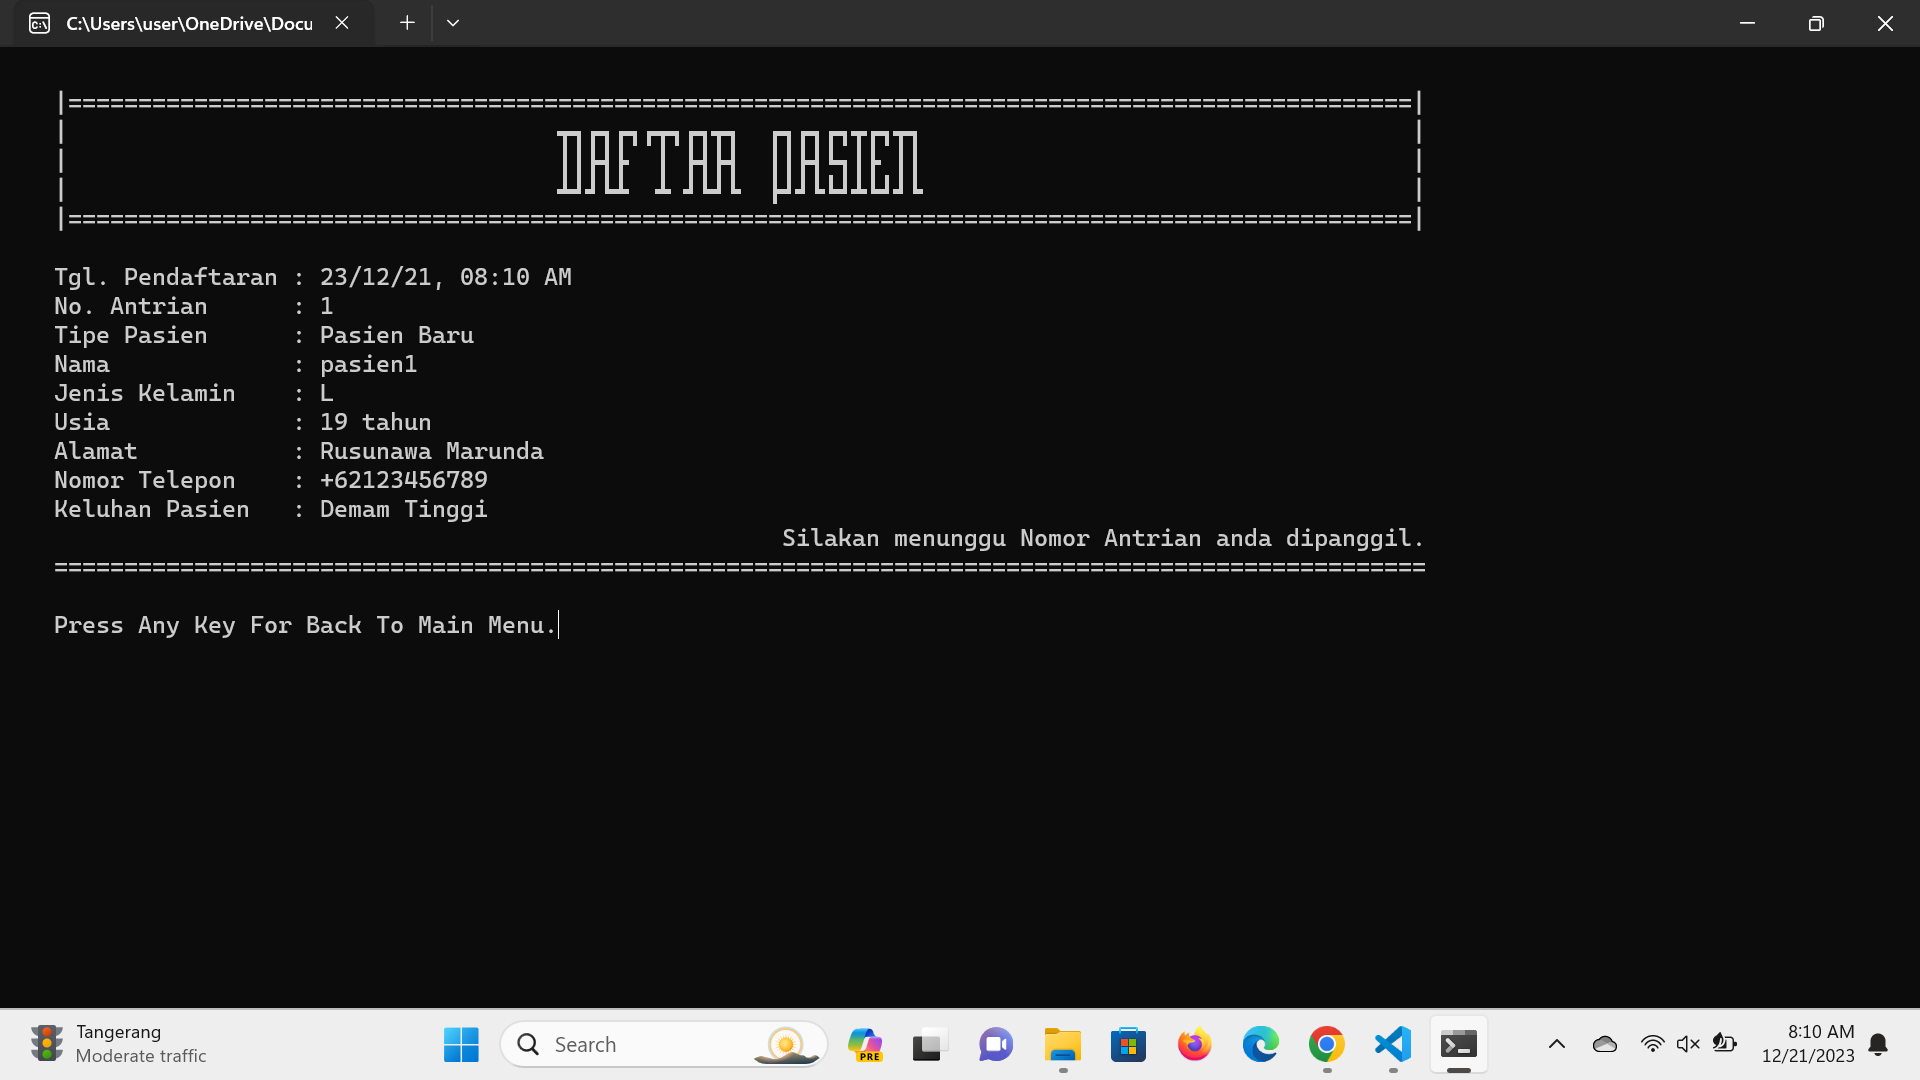 C:\Users\user\OneDrive\Docu
|================================================================================================|
DAFTAR PASIEN
|================================================================================================|
Tgl. Pendaftaran : 23/12/21, 08:10 AM
No. Antrian : 1
Tipe Pasien : Pasien Baru
Nama : pasien1
Jenis Kelamin : L
Usia : 19 tahun
Alamat : Rusunawa Marunda
Nomor Telepon : +62123456789
Keluhan Pasien : Demam Tinggi
Silakan menunggu Nomor Antrian anda dipanggil.
==================================================================================================
Press Any Key For Back To Main Menu.
Tangerang
Moderate traffic
Search
PRE
8:10 AM
12/21/2023